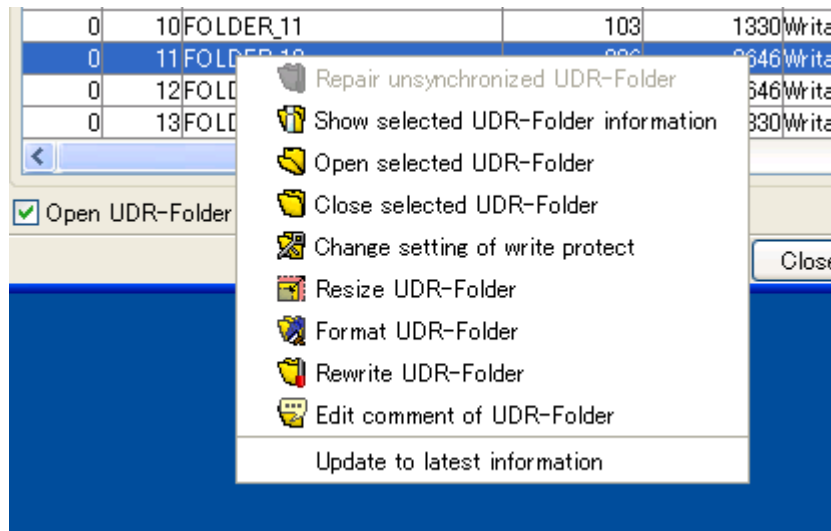 0 10 FOLDER_11 103 1330 Writa
0 11 FOLDER_12 2646 Writa
0 12 FOLD 646 Writa
0 13 FOLD 330 Writa
Repair unsynchronized UDR-Folder
Show selected UDR-Folder information
Open selected UDR-Folder
Close selected UDR-Folder
Change setting of write protect
Resize UDR-Folder
Format UDR-Folder
Rewrite UDR-Folder
Edit comment of UDR-Folder
Update to latest information
Open UDR-Folder
Close